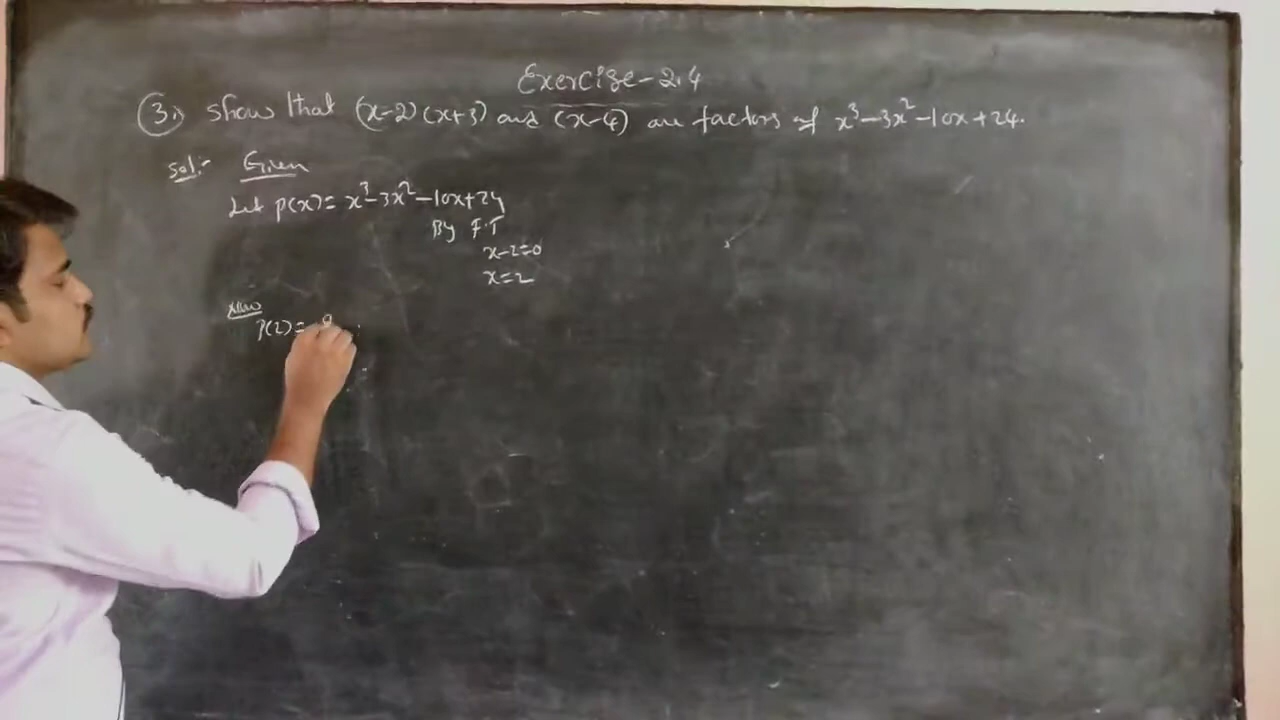 Exercise-2.4
3) Show that (x-2) (x+3) and (x-4) are factors of x³-3x²-10x+24.
Sol:- Given
Let p(x)= x³-3x²-10x+24
By F.T
x-2=0
x=2
Now
P(2)=